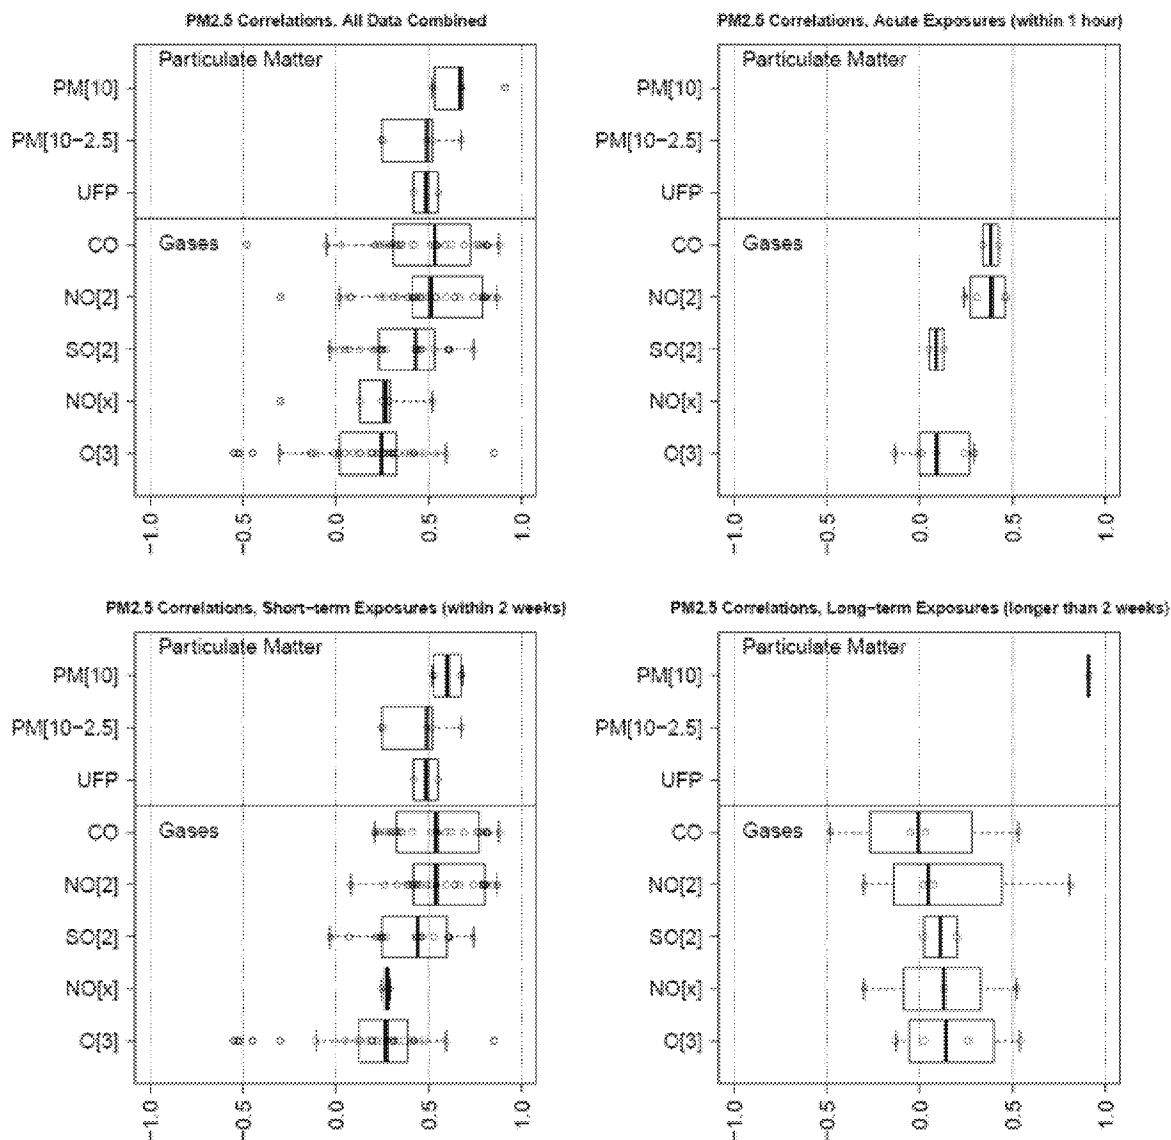 PM2.5 Correlations, All Data Combined
Particulate Matter
PM[10]
PM[10−2.5]
UFP
CO
Gases
NO[2]
SO[2]
NO[x]
O[3]
−1.0
−0.5
0.0
0.5
1.0
PM2.5 Correlations, Acute Exposures (within 1 hour)
Particulate Matter
PM[10]
PM[10−2.5]
UFP
CO
Gases
NO[2]
SO[2]
NO[x]
O[3]
−1.0
−0.5
0.0
0.5
1.0
PM2.5 Correlations, Short−term Exposures (within 2 weeks)
Particulate Matter
PM[10]
PM[10−2.5]
UFP
CO
Gases
NO[2]
SO[2]
NO[x]
O[3]
−1.0
−0.5
0.0
0.5
1.0
PM2.5 Correlations, Long−term Exposures (longer than 2 weeks)
Particulate Matter
PM[10]
PM[10−2.5]
UFP
CO
Gases
NO[2]
SO[2]
NO[x]
O[3]
−1.0
−0.5
0.0
0.5
1.0